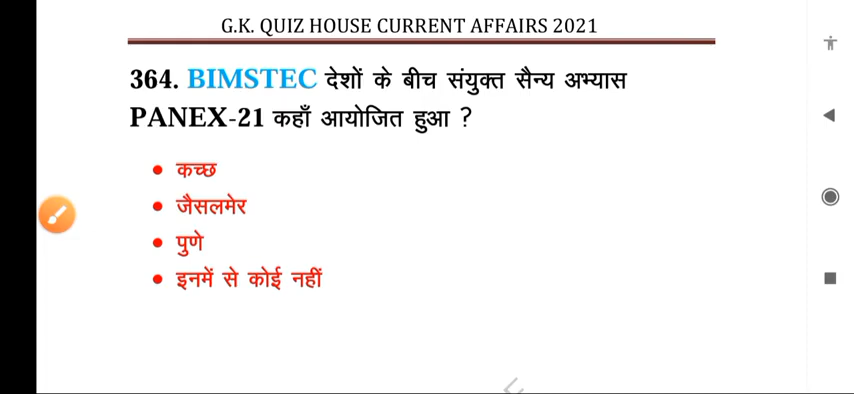 G.K. QUIZ HOUSE CURRENT AFFAIRS 2021
364. BIMSTEC देशों के बीच संयुक्त सैन्य अभ्यास
PANEX-21 कहाँ आयोजित हुआ ?
• कच्छ
• जैसलमेर
• पुणे
• इनमें से कोई नहीं